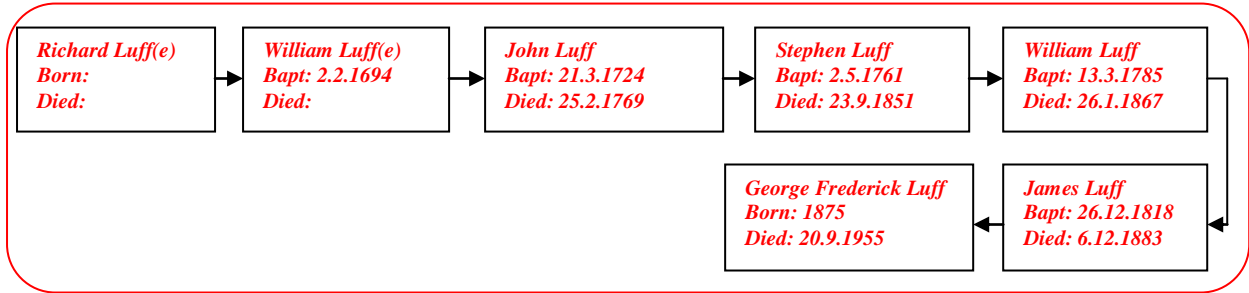 Richard Luff(e)
Born:
Died:
William Luff(e)
Bapt: 2.2.1694
Died:
John Luff
Bapt: 21.3.1724
Died: 25.2.1769
Stephen Luff
Bapt: 2.5.1761
Died: 23.9.1851
William Luff
Bapt: 13.3.1785
Died: 26.1.1867
James Luff
Bapt: 26.12.1818
Died: 6.12.1883
George Frederick Luff
Born: 1875
Died: 20.9.1955